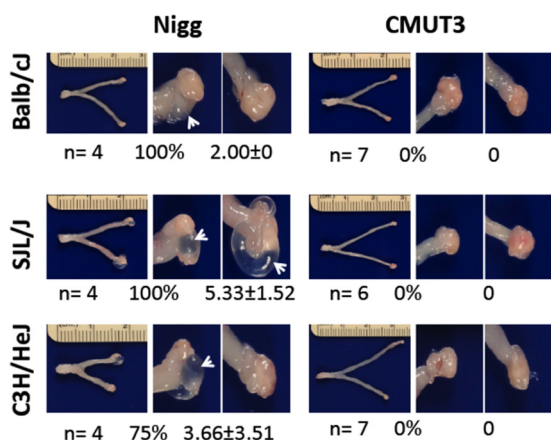 Nigg CMUT3
Balb/cJ
n= 4 100% 2.00±0 n= 7 0% 0
SJL/J
n= 4 100% 5.33±1.52 n= 6 0% 0
C3H/HeJ
n= 4 75% 3.66±3.51 n= 7 0% 0